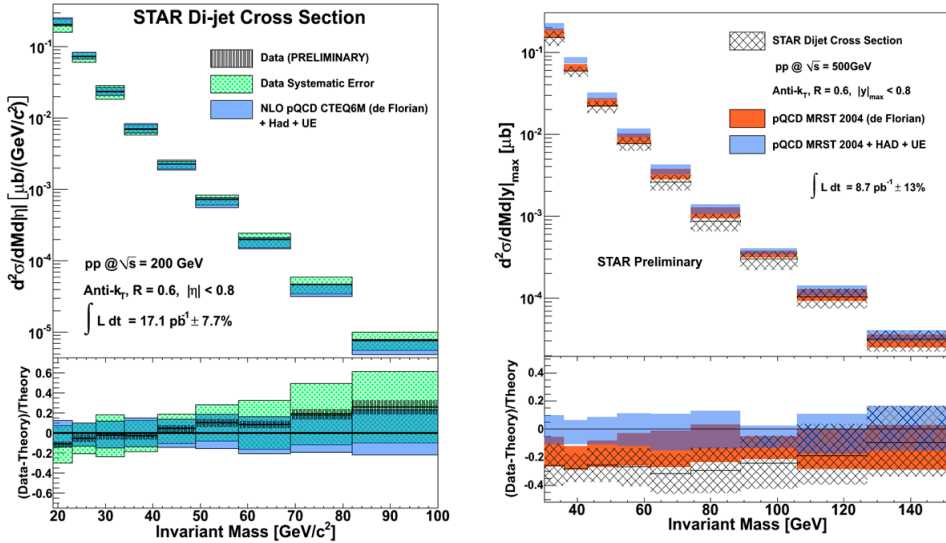 STAR Di-jet Cross Section
Data (PRELIMINARY)
Data Systematic Error
NLO pQCD CTEQ6M (de Florian)
+ Had + UE
d²σ/dMd|η| [μb/(GeV/c²)]
10⁻¹
10⁻²
10⁻³
10⁻⁴
10⁻⁵
pp @ √s = 200 GeV
Anti-k_T, R = 0.6, |η| < 0.8
∫ L dt = 17.1 pb⁻¹ ± 7.7%
(Data-Theory)/Theory
0.6
0.4
0.2
0
-0.2
-0.4
-0.6
20 30 40 50 60 70 80 90 100
Invariant Mass [GeV/c²]
STAR Dijet Cross Section
pp @ √s = 500GeV
Anti-k_T, R = 0.6, |y|_max < 0.8
pQCD MRST 2004 (de Florian)
pQCD MRST 2004 + HAD + UE
∫ L dt = 8.7 pb⁻¹ ± 13%
d²σ/dMd|y|_max [μb]
10⁻¹
10⁻²
10⁻³
10⁻⁴
STAR Preliminary
(Data-Theory)/Theory
0.4
0.2
0
-0.2
-0.4
40 60 80 100 120 140
Invariant Mass [GeV]